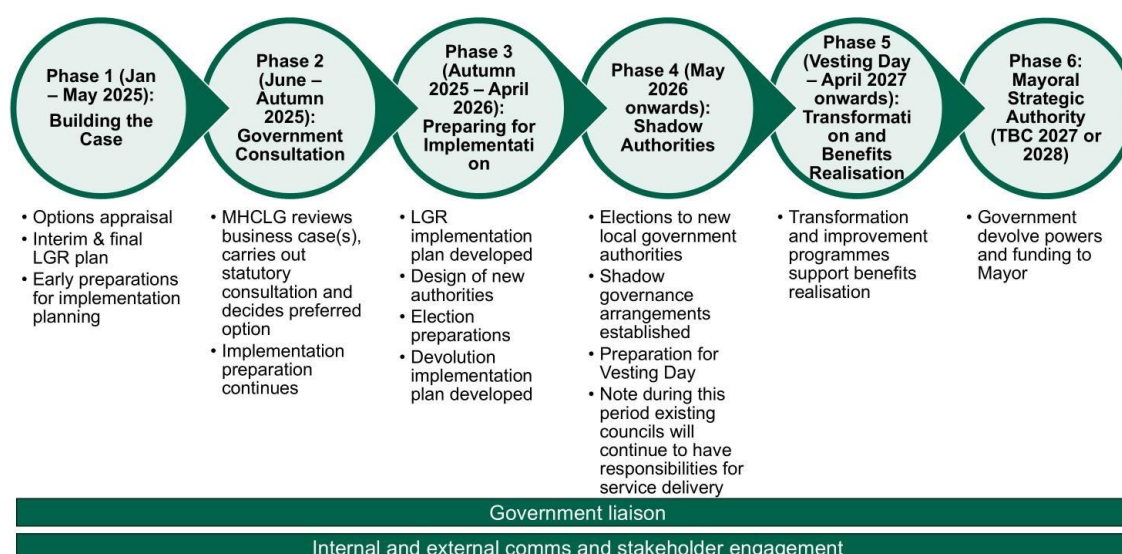 Phase 1 (Jan
– May 2025):
Building the
Case
• Options appraisal
• Interim & final
LGR plan
• Early preparations
for implementation
planning
Phase 2
(June –
Autumn
2025):
Government
Consultation
• MHCLG reviews
business case(s),
carries out
statutory
consultation and
decides preferred
option
• Implementation
preparation
continues
Phase 3
(Autumn
2025 – April
2026):
Preparing for
Implementati
on
• LGR
implementation
plan developed
• Design of new
authorities
• Election
preparations
• Devolution
implementation
plan developed
Phase 4 (May
2026
onwards):
Shadow
Authorities
• Elections to new
local government
authorities
• Shadow
governance
arrangements
established
• Preparation for
Vesting Day
• Note during this
period existing
councils will
continue to have
responsibilities for
service delivery
Phase 5
(Vesting Day
– April 2027
onwards):
Transformati
on and
Benefits
Realisation
• Transformation
and improvement
programmes
support benefits
realisation
Phase 6:
Mayoral
Strategic
Authority
(TBC 2027 or
2028)
• Government
devolve powers
and funding to
Mayor
Government liaison
Internal and external comms and stakeholder engagement